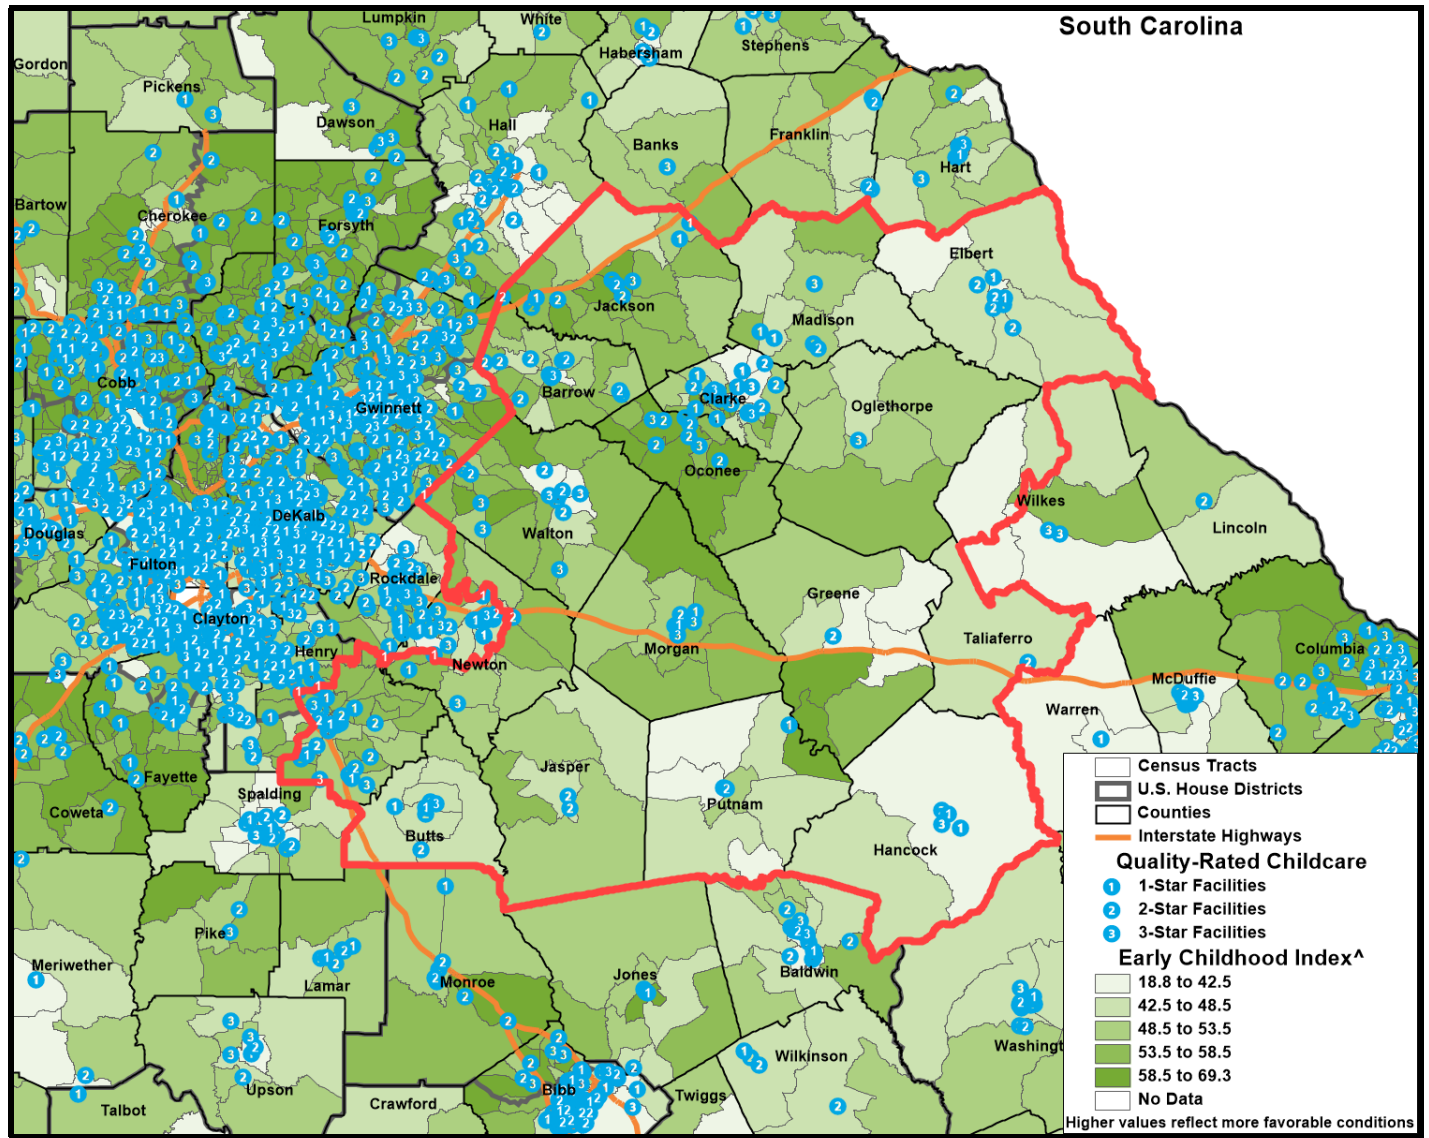 South Carolina
Lumpkin
White
Habersham
Stephens
Gordon
Pickens
Dawson
Hall
Banks
Franklin
Hart
Bartow
Cherokee
Forsyth
Elbert
Jackson
Madison
Cobb
Gwinnett
Barrow
Clarke
Oglethorpe
Oconee
Wilkes
Lincoln
DeKalb
Douglas
Walton
Fulton
Rockdale
Greene
Clayton
Taliaferro
Henry
Newton
Morgan
Columbia
McDuffie
Warren
Fayette
Jasper
Spalding
Coweta
Putnam
Butts
Hancock
Pike
Meriwether
Lamar
Monroe
Jones
Baldwin
Washingt
Wilkinson
Upson
Bibb
Twiggs
Crawford
Talbot
Census Tracts
U.S. House Districts
Counties
Interstate Highways
Quality-Rated Childcare
1 1-Star Facilities
2 2-Star Facilities
3 3-Star Facilities
Early Childhood Index^
18.8 to 42.5
42.5 to 48.5
48.5 to 53.5
53.5 to 58.5
58.5 to 69.3
No Data
Higher values reflect more favorable conditions